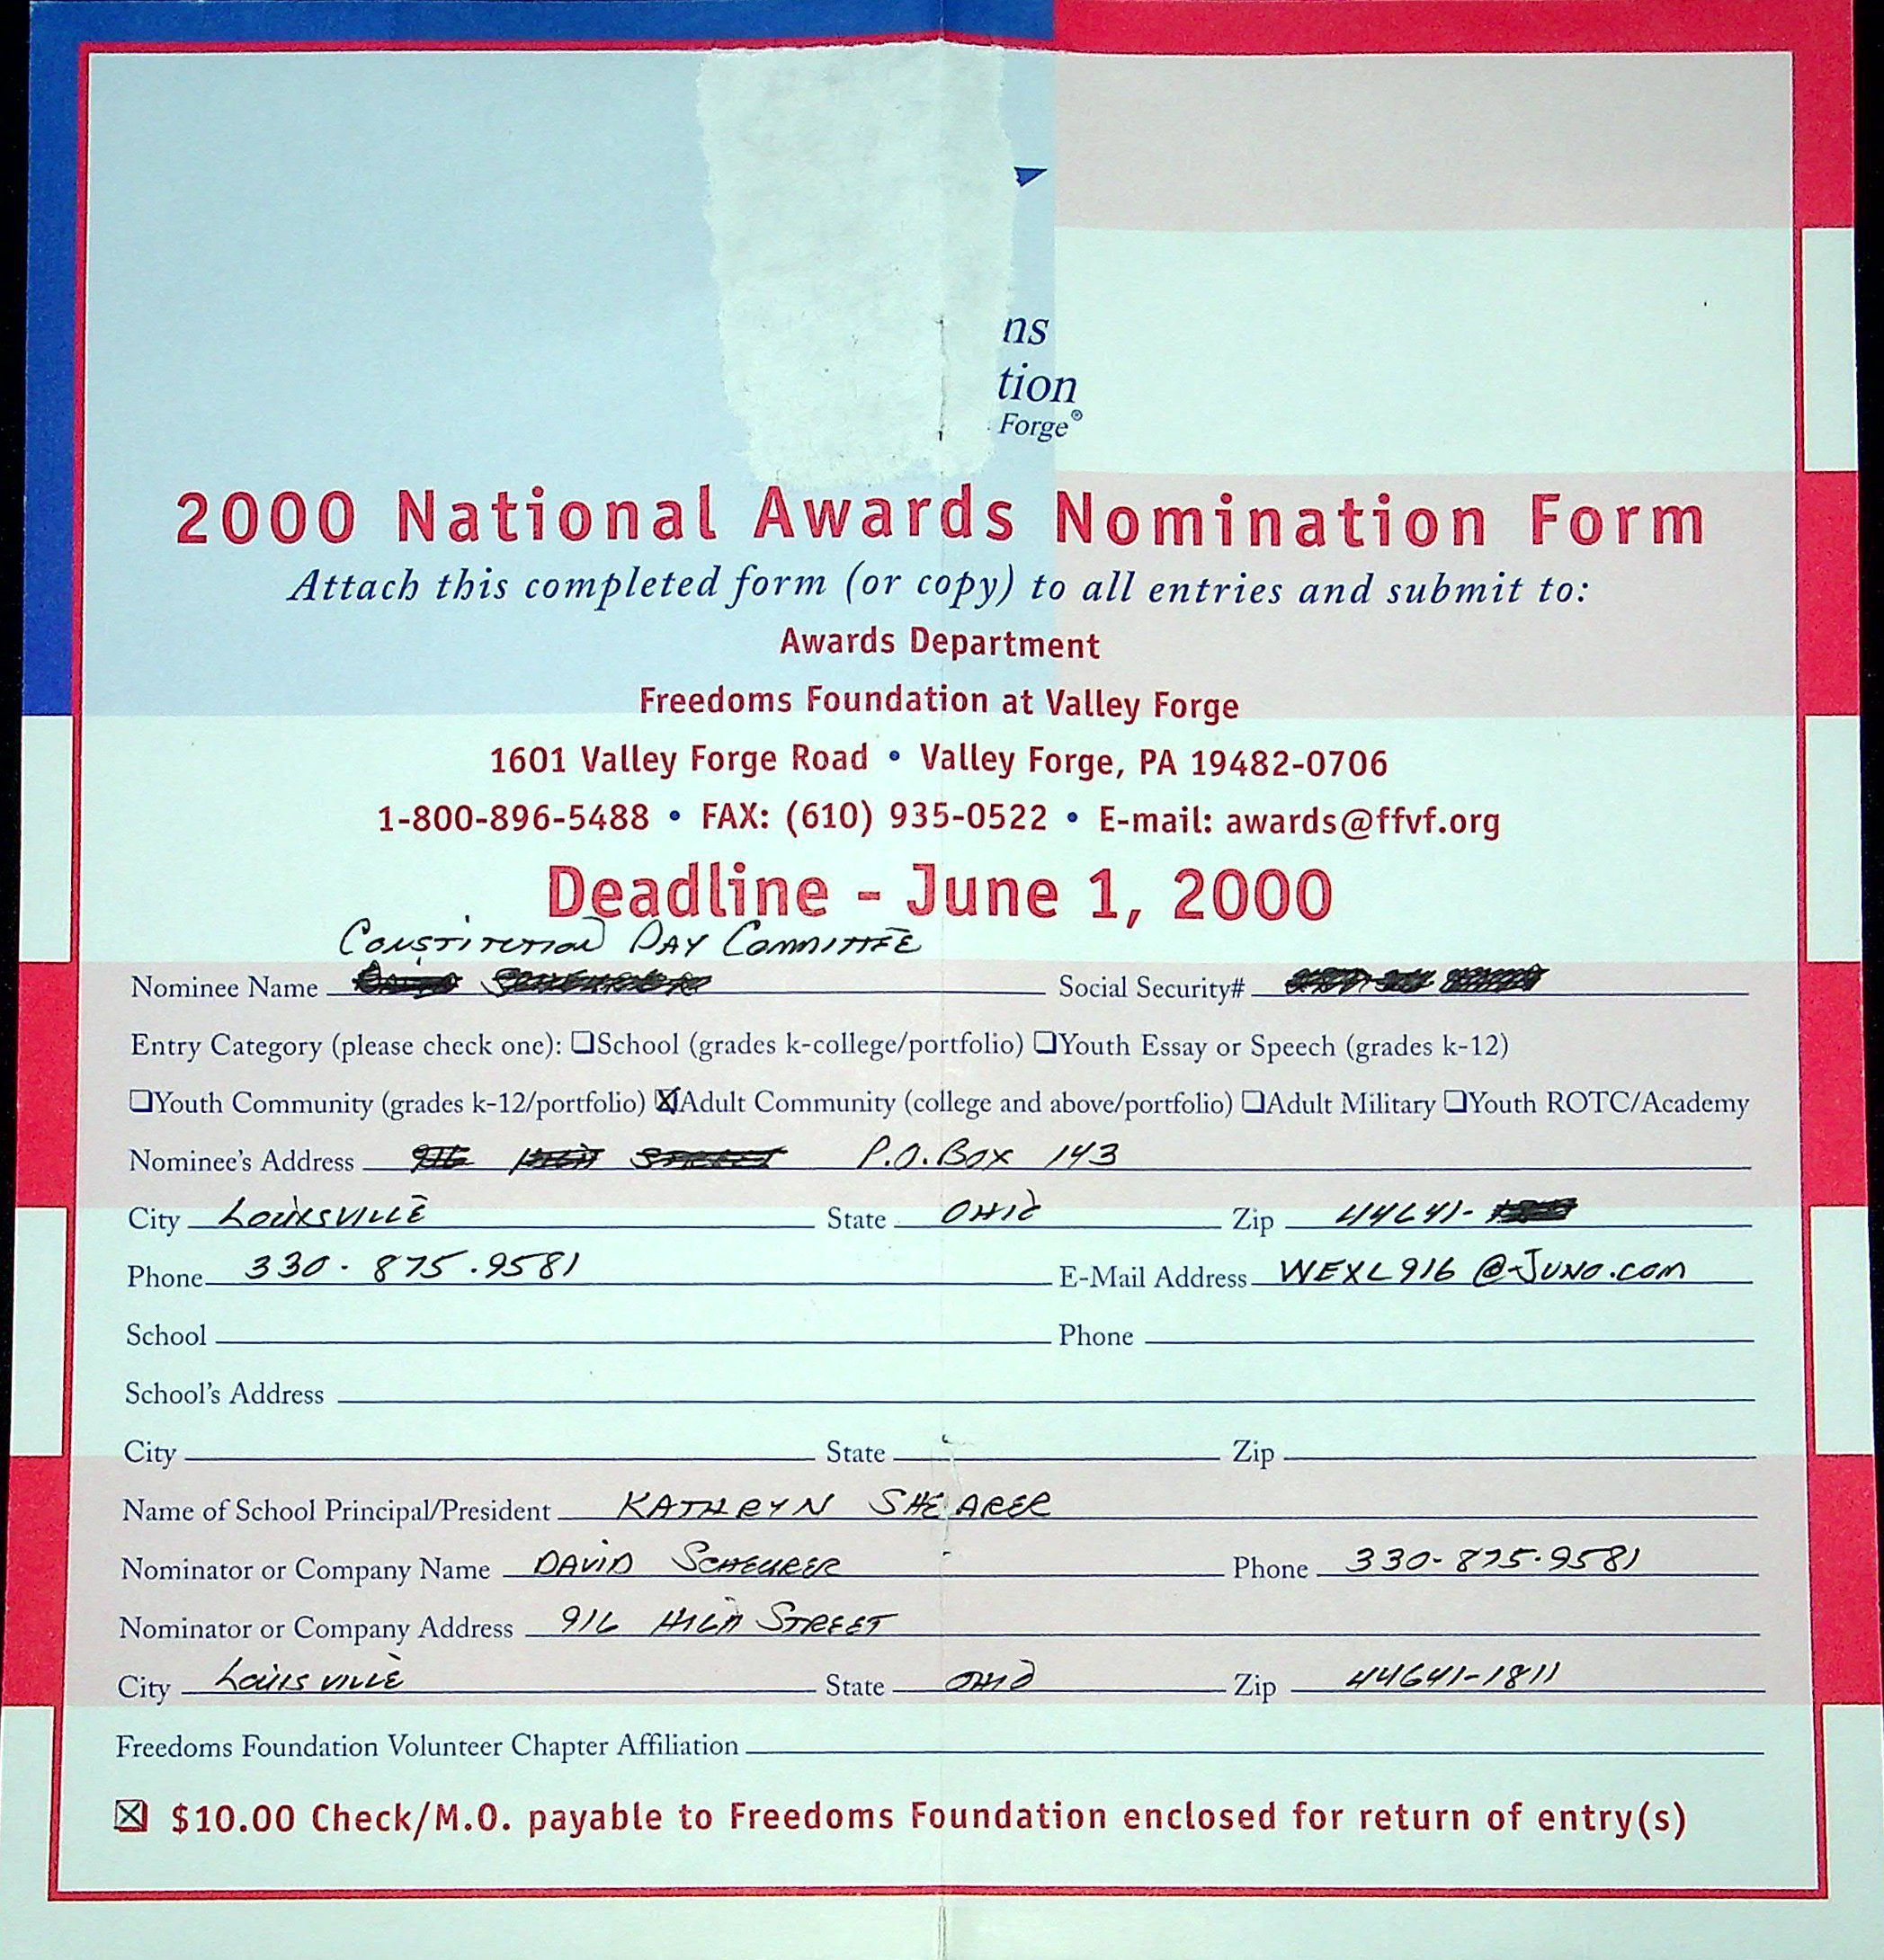 ns
tion
Forge®
2000 National Awards Nomination Form
Attach this completed form (or copy) to all entries and submit to:
Awards Department
Freedoms Foundation at Valley Forge
1601 Valley Forge Road • Valley Forge, PA 19482-0706
1-800-896-5488 • FAX: (610) 935-0522 • E-mail: awards@ffvf.org
Deadline - June 1, 2000
CONSTITUTION DAY COMMITTEE
Nominee Name Social Security#
Entry Category (please check one): ❑School (grades k-college/portfolio) ❑Youth Essay or Speech (grades k-12)
❑Youth Community (grades k-12/portfolio) ☒Adult Community (college and above/portfolio) ❑Adult Military ❑Youth ROTC/Academy
Nominee's Address P.O. BOX 143
City LOUISVILLE State OHIO Zip 44641-
Phone 330-875-9581 E-Mail Address WEXL916@JUNO.COM
School Phone
School's Address
City State Zip
Name of School Principal/President KATHRYN SHEARER
Nominator or Company Name DAVID SCHEURER Phone 330-875-9581
Nominator or Company Address 916 HIGH STREET
City LOUISVILLE State OHIO Zip 44641-1811
Freedoms Foundation Volunteer Chapter Affiliation
☒ $10.00 Check/M.O. payable to Freedoms Foundation enclosed for return of entry(s)